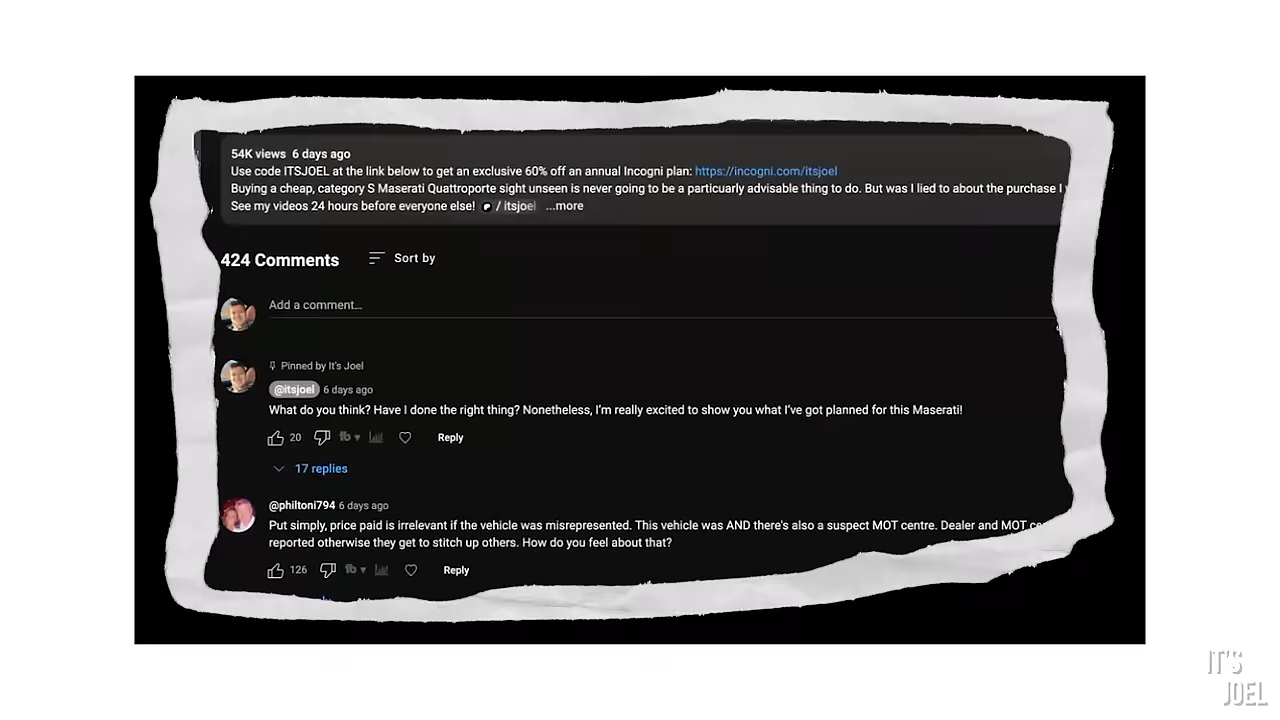 54K views 6 days ago
Use code ITSJOEL at the link below to get an exclusive 60% off an annual Incogni plan: https://incogni.com/itsjoel
Buying a cheap, category S Maserati Quattroporte sight unseen is never going to be a particuarly advisable thing to do. But was I lied to about the purchase I
See my videos 24 hours before everyone else! / itsjoel ...more
424 Comments Sort by
Add a comment...
Pinned by It's Joel
@itsjoel 6 days ago
What do you think? Have I done the right thing? Nonetheless, I'm really excited to show you what I've got planned for this Maserati!
20 Reply
17 replies
@philtoni794 6 days ago
Put simply, price paid is irrelevant if the vehicle was misrepresented. This vehicle was AND there's also a suspect MOT centre. Dealer and MOT
reported otherwise they get to stitch up others. How do you feel about that?
126 Reply
IT'S
JOEL